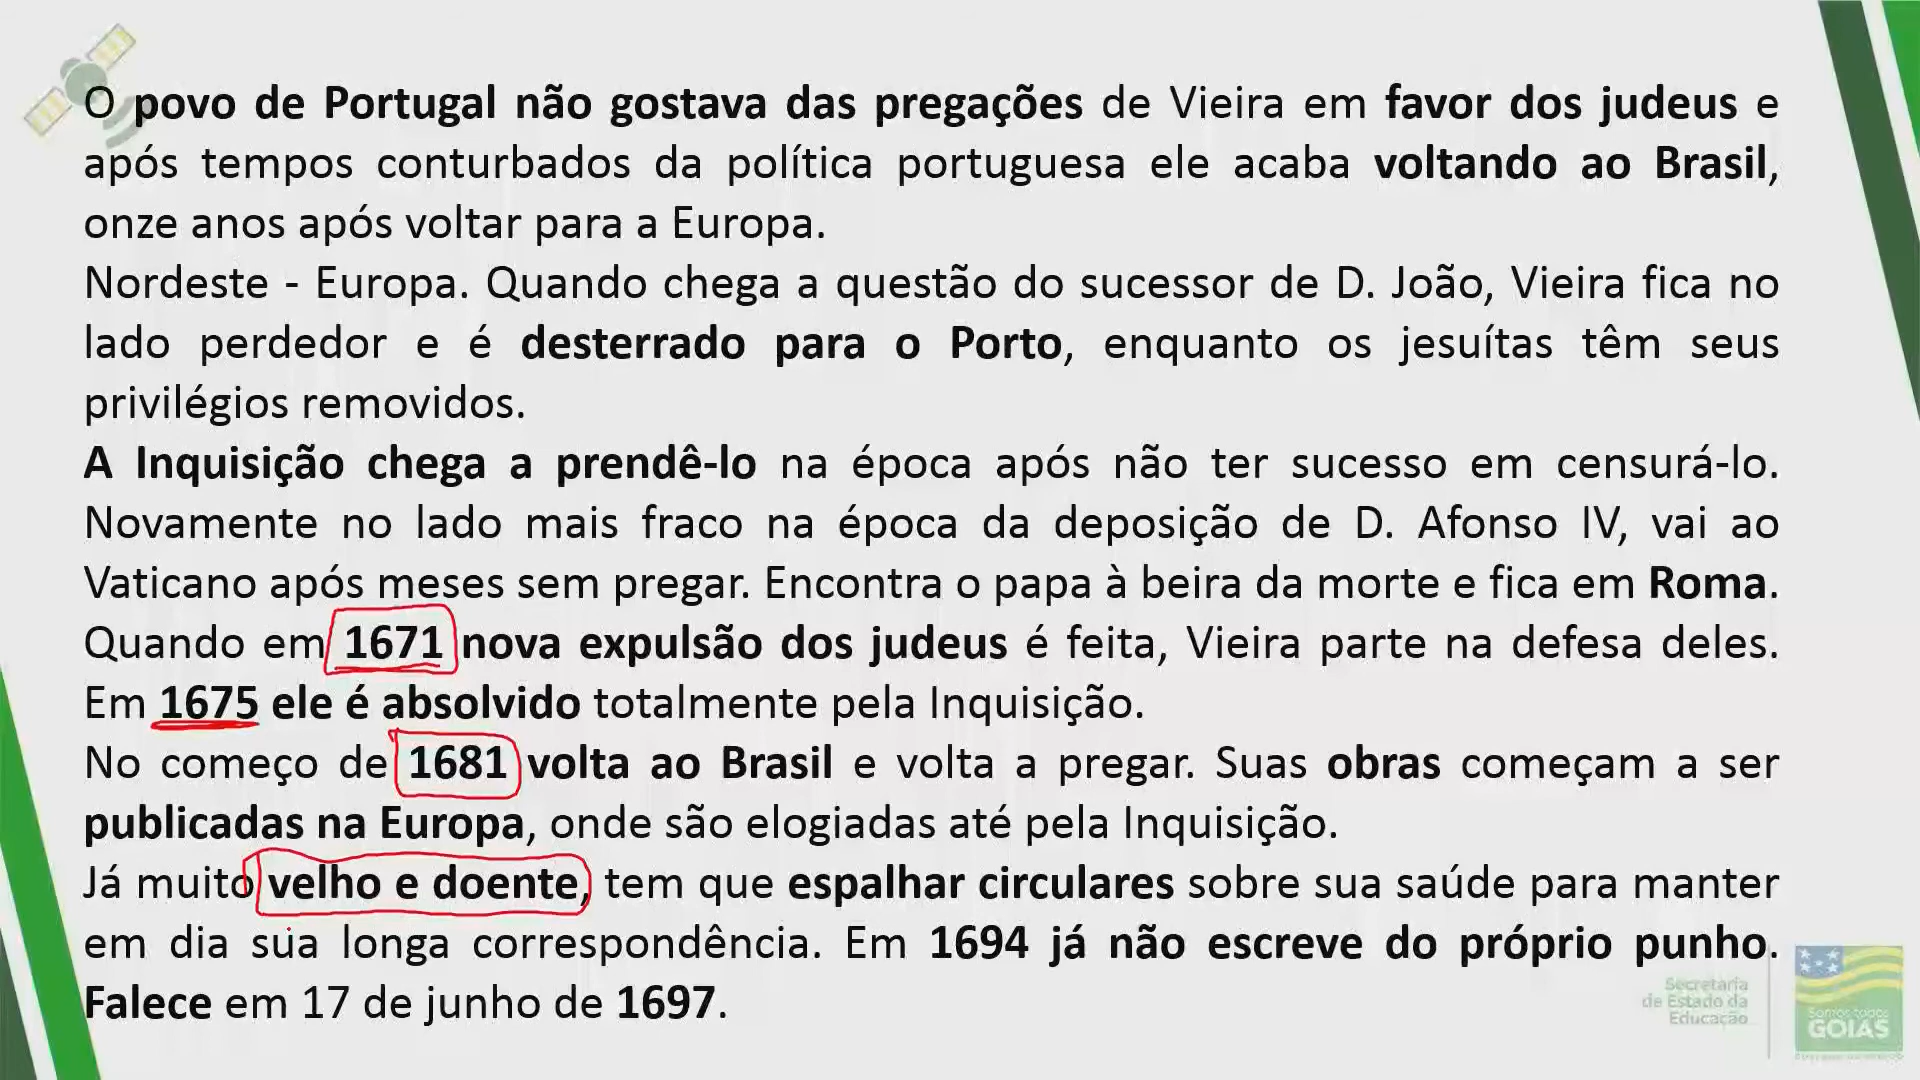 O povo de Portugal não gostava das pregações de Vieira em favor dos judeus e
após tempos conturbados da política portuguesa ele acaba voltando ao Brasil,
onze anos após voltar para a Europa.
Nordeste - Europa. Quando chega a questão do sucessor de D. João, Vieira fica no
lado perdedor e é desterrado para o Porto, enquanto os jesuítas têm seus
privilégios removidos.
A Inquisição chega a prendê-lo na época após não ter sucesso em censurá-lo.
Novamente no lado mais fraco na época da deposição de D. Afonso IV, vai ao
Vaticano após meses sem pregar. Encontra o papa à beira da morte e fica em Roma.
Quando em 1671 nova expulsão dos judeus é feita, Vieira parte na defesa deles.
Em 1675 ele é absolvido totalmente pela Inquisição.
No começo de 1681 volta ao Brasil e volta a pregar. Suas obras começam a ser
publicadas na Europa, onde são elogiadas até pela Inquisição.
Já muito velho e doente, tem que espalhar circulares sobre sua saúde para manter
em dia sua longa correspondência. Em 1694 já não escreve do próprio punho.
Falece em 17 de junho de 1697.
Secretaria
de Estado da
Educação
Somos todos
GOIÁS